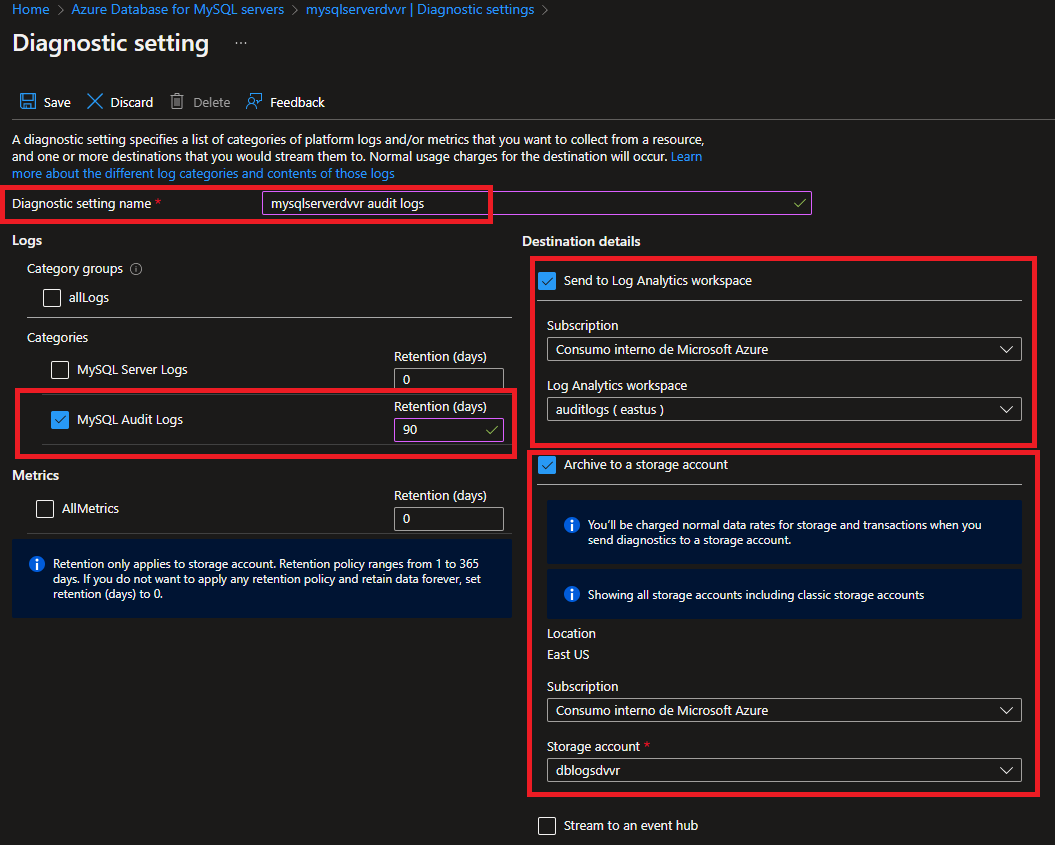 Home > Azure Database for MySQL servers > mysqlserverdvvr | Diagnostic settings >
Diagnostic setting ...
Save Discard Delete Feedback
A diagnostic setting specifies a list of categories of platform logs and/or metrics that you want to collect from a resource,
and one or more destinations that you would stream them to. Normal usage charges for the destination will occur. Learn
more about the different log categories and contents of those logs
Diagnostic setting name * mysqlserverdvvr audit logs
Logs
Category groups
allLogs
Categories
MySQL Server Logs
Retention (days)
0
MySQL Audit Logs
Retention (days)
90
Metrics
AllMetrics
Retention (days)
0
Retention only applies to storage account. Retention policy ranges from 1 to 365
days. If you do not want to apply any retention policy and retain data forever, set
retention (days) to 0.
Destination details
Send to Log Analytics workspace
Subscription
Consumo interno de Microsoft Azure
Log Analytics workspace
auditlogs ( eastus )
Archive to a storage account
You'll be charged normal data rates for storage and transactions when you
send diagnostics to a storage account.
Showing all storage accounts including classic storage accounts
Location
East US
Subscription
Consumo interno de Microsoft Azure
Storage account *
dblogsdvvr
Stream to an event hub